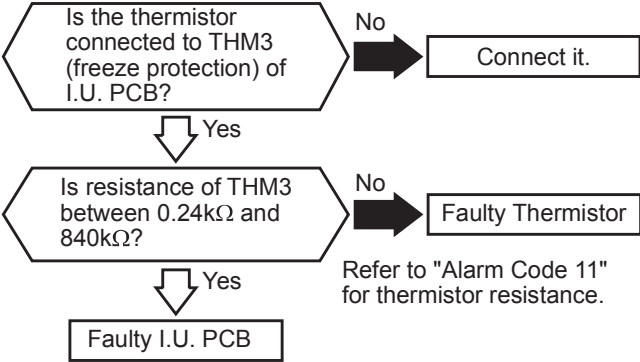 Is the thermistor
connected to THM3
(freeze protection) of
I.U. PCB?
No
Connect it.
Yes
Is resistance of THM3
between 0.24kΩ and
840kΩ?
No
Faulty Thermistor
Refer to "Alarm Code 11"
for thermistor resistance.
Yes
Faulty I.U. PCB